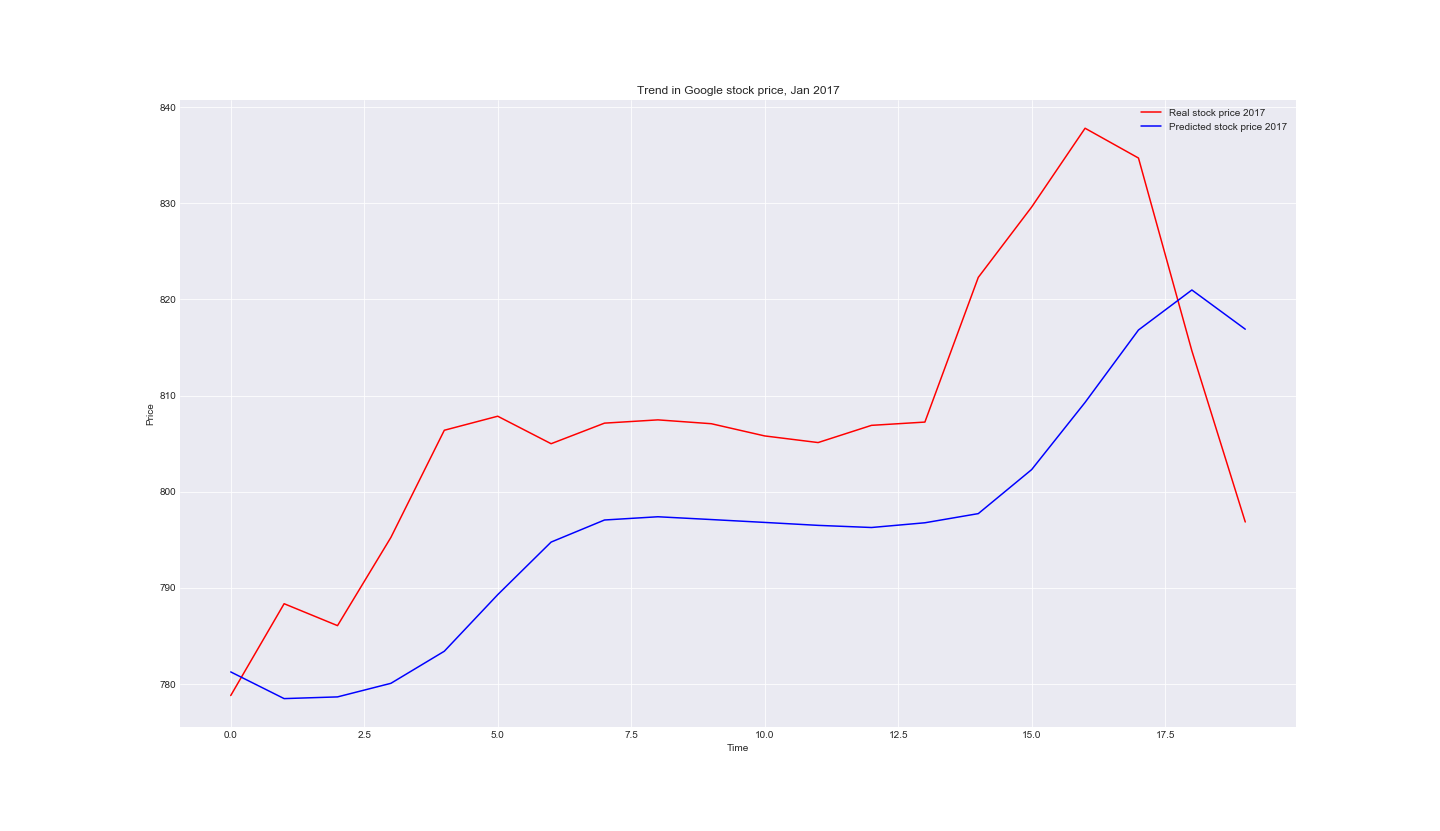 Trend in Google stock price, Jan 2017
Real stock price 2017
Predicted stock price 2017
840
830
820
810
800
790
780
Price
0.0 2.5 5.0 7.5 10.0 12.5 15.0 17.5
Time